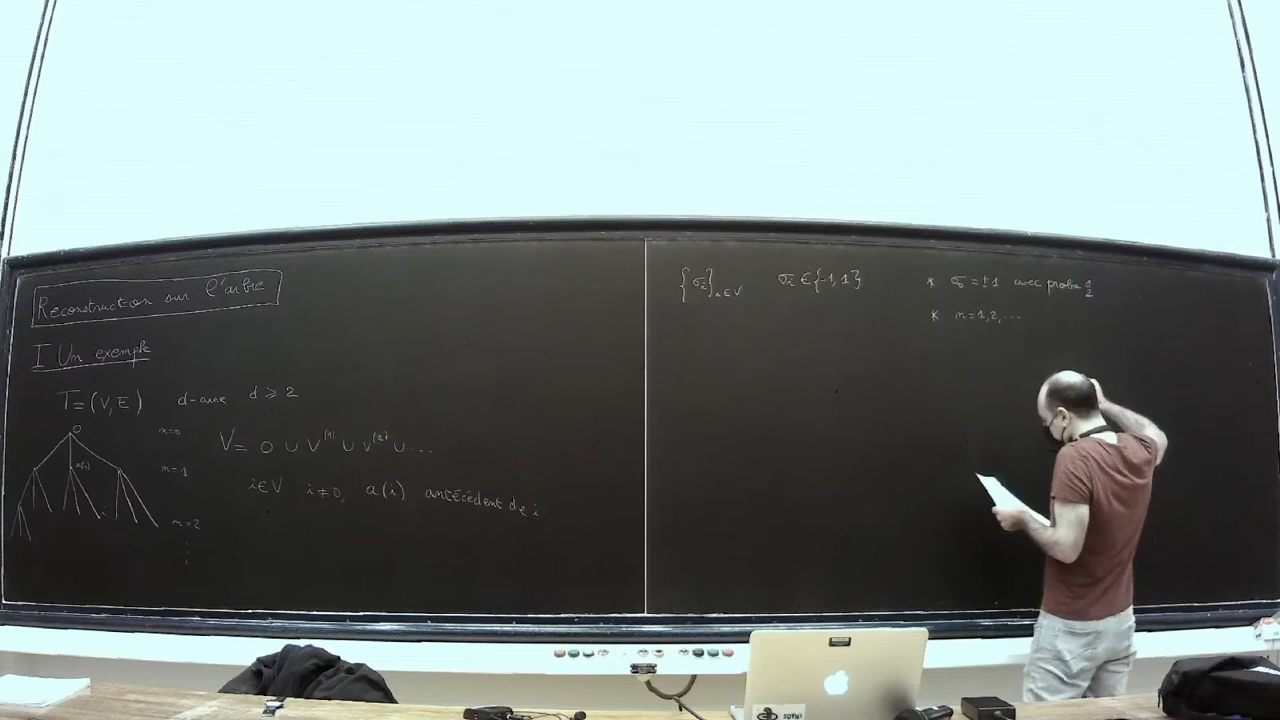 Reconstruction sur l'arbre
I Un exemple
T=(V,E) d-aire d ⩾ 2
0
n=0
V= 0 ∪ V^(1) ∪ V^(2) ∪ ...
a(i)
n=1
i∈V i≠0, a(i) antécédent de i
i
n=2
{σ_i}_{i∈V} σ_i ∈ {-1,1}
* σ_0 = ±1 avec proba 1/2
* n=1,2,...